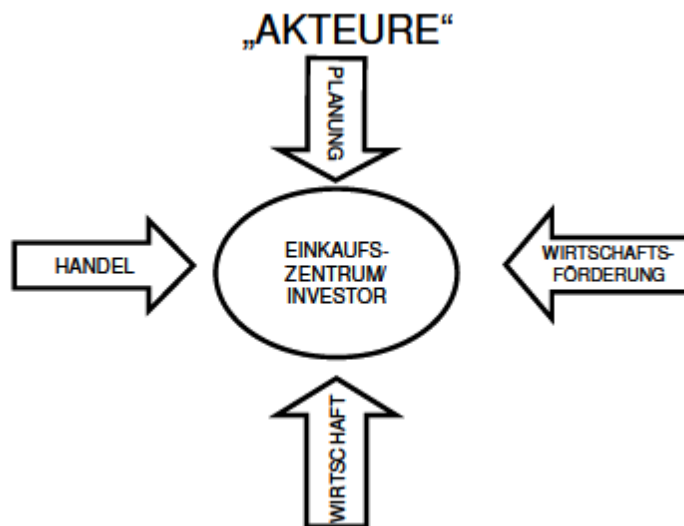 „AKTEURE“
PLANUNG
HANDEL
EINKAUFS-
ZENTRUM/
INVESTOR
WIRTSCHAFTS-
FÖRDERUNG
WIRTSCHAFT